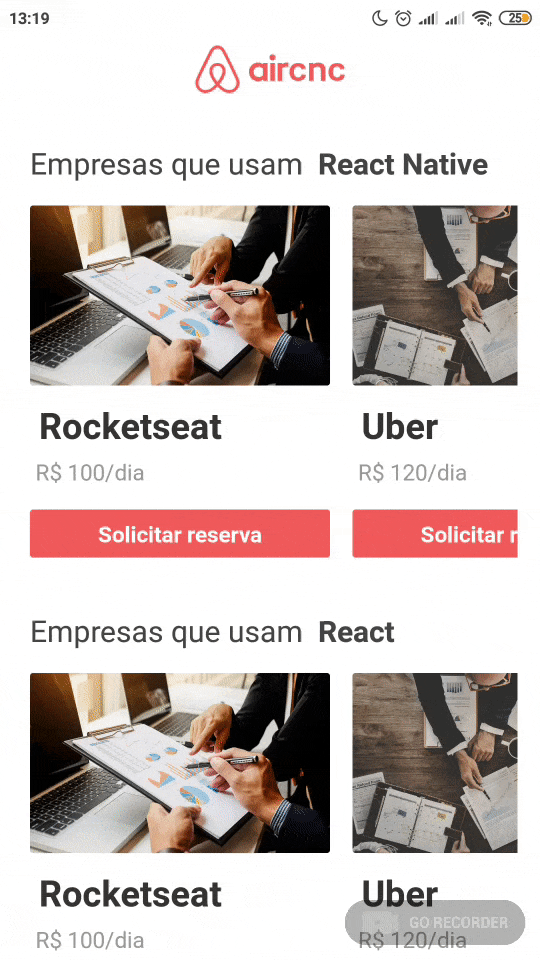 13:19
25
aircnc
Empresas que usam React Native
Rocketseat
Uber
R$ 100/dia
R$ 120/dia
Solicitar reserva
Solicitar r
Empresas que usam React
Rocketseat
Uber
GO RECORDER
R$ 100/dia
R$ 120/dia